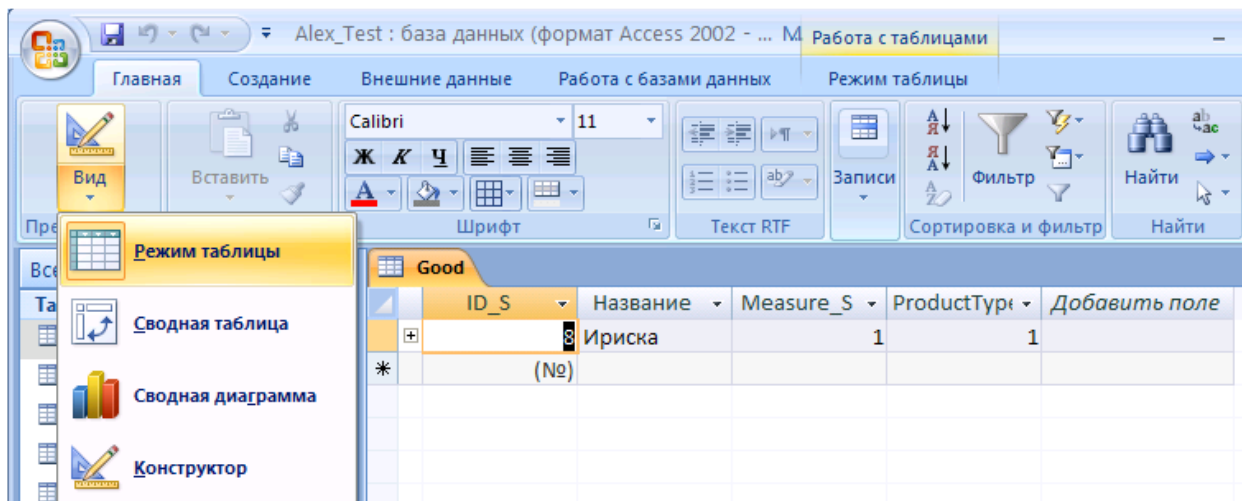 Alex_Test : база данных (формат Access 2002 - ... M
Работа с таблицами
Главная
Создание
Внешние данные
Работа с базами данных
Режим таблицы
Вид
Вставить
Calibri
11
Ж К Ч
Записи
Фильтр
Найти
Шрифт
Текст RTF
Сортировка и фильтр
Найти
Режим таблицы
Сводная таблица
Сводная диаграмма
Конструктор
Good
ID_S Название Measure_S ProductType Добавить поле
8 Ириска 1 1
(№)